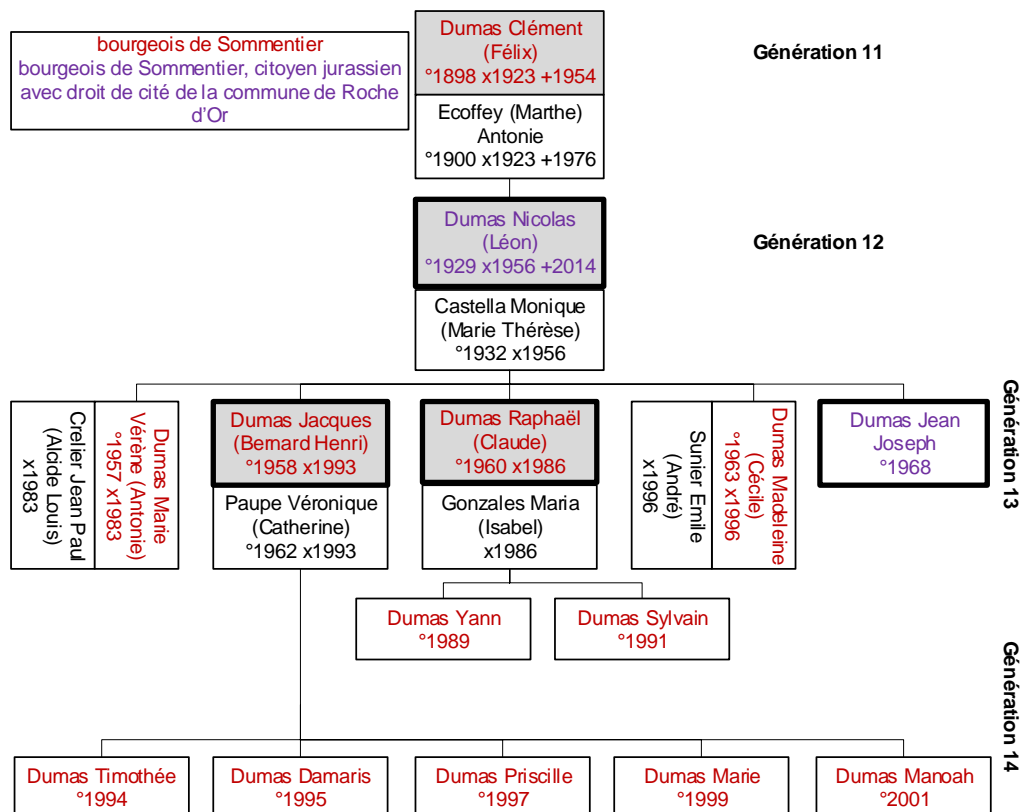 bourgeois de Sommentier
bourgeois de Sommentier, citoyen jurassien
avec droit de cité de la commune de Roche
d'Or
Dumas Clément
(Félix)
°1898 x1923 +1954
Ecoffey (Marthe)
Antonie
°1900 x1923 +1976
Génération 11
Dumas Nicolas
(Léon)
°1929 x1956 +2014
Castella Monique
(Marie Thérèse)
°1932 x1956
Génération 12
Dumas Marie
Vérène (Antonie)
°1957 x1983
Crelier Jean Paul
(Alcide Louis)
x1983
Dumas Jacques
(Bernard Henri)
°1958 x1993
Paupe Véronique
(Catherine)
°1962 x1993
Dumas Raphaël
(Claude)
°1960 x1986
Gonzales Maria
(Isabel)
x1986
Dumas Madeleine
(Cécile)
°1963 x1996
Sunier Emile
(André)
x1996
Dumas Jean
Joseph
°1968
Génération 13
Dumas Yann
°1989
Dumas Sylvain
°1991
Dumas Timothée
°1994
Dumas Damaris
°1995
Dumas Priscille
°1997
Dumas Marie
°1999
Dumas Manoah
°2001
Génération 14